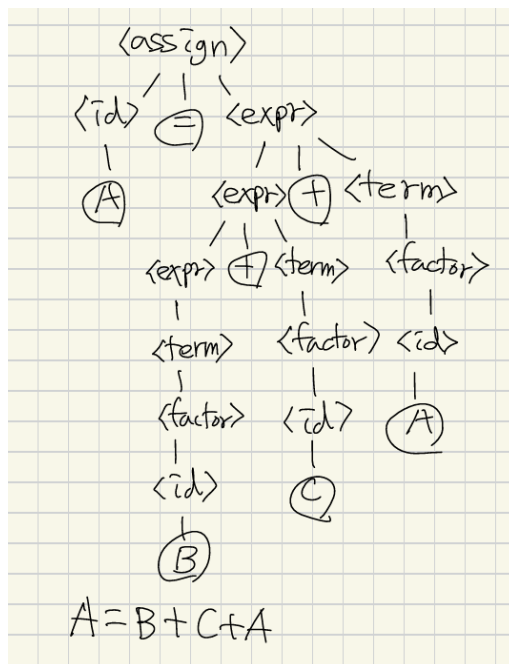 <assign>
<id> = <expr>
A <expr> + <term>
<expr> + <term> <factor>
<term> <factor> <id>
<factor> <id> A
<id> C
B
A = B + C + A